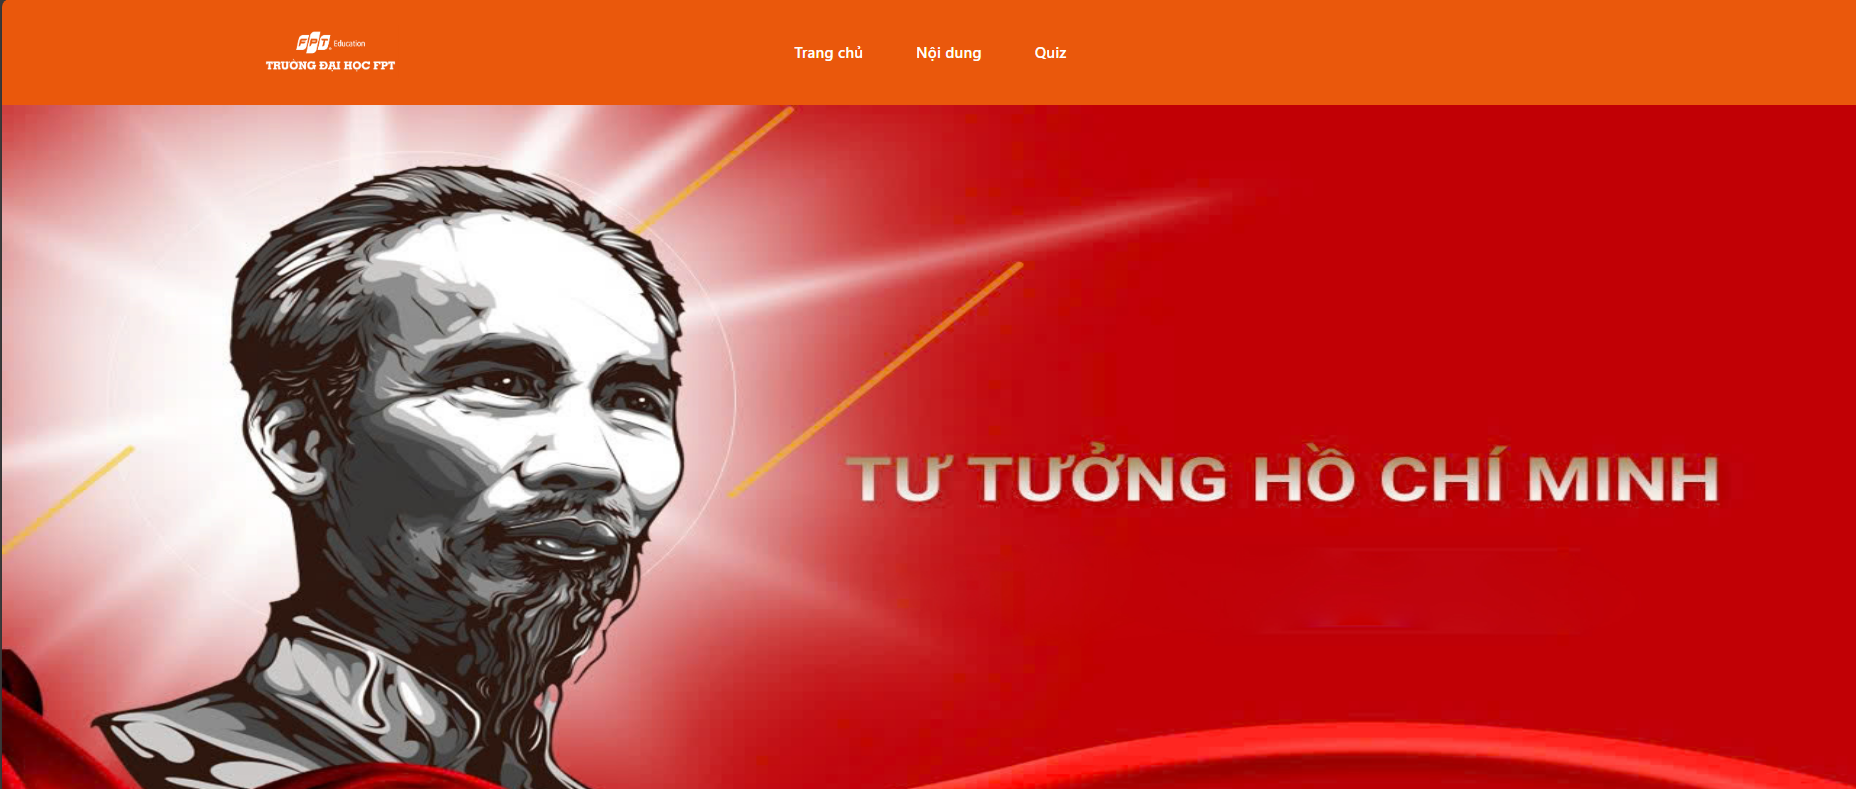 FPT Education
TRƯỜNG ĐẠI HỌC FPT
Trang chủ
Nội dung
Quiz
TƯ TƯỞNG HỒ CHÍ MINH